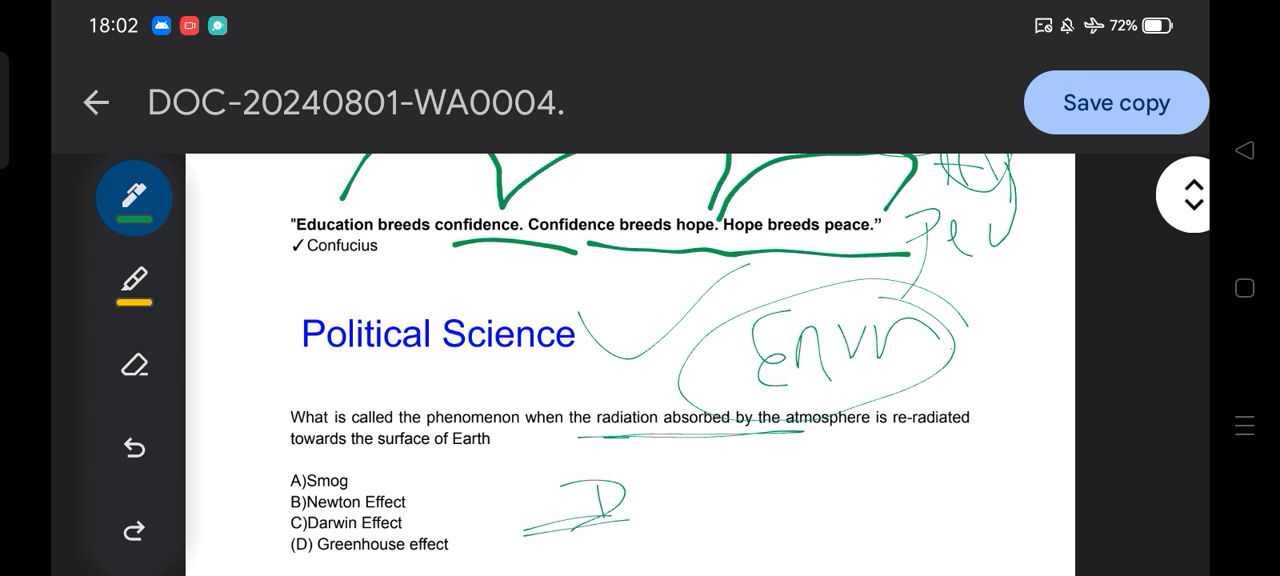 18:02
72%
DOC-20240801-WA0004.
Save copy
"Education breeds confidence. Confidence breeds hope. Hope breeds peace.”
✓ Confucius
Political Science
Envr
What is called the phenomenon when the radiation absorbed by the atmosphere is re-radiated
towards the surface of Earth
A)Smog
B)Newton Effect
C)Darwin Effect
(D) Greenhouse effect
D